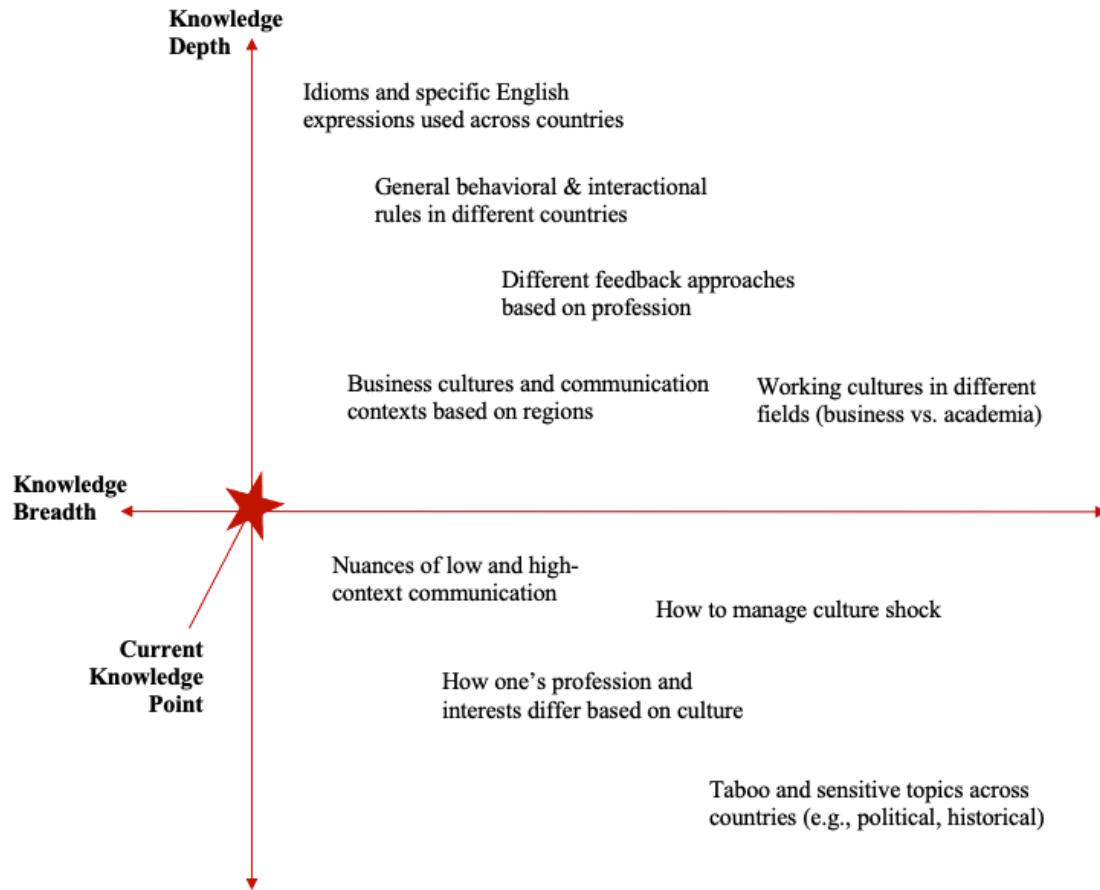 Knowledge
Depth
Idioms and specific English
expressions used across countries
General behavioral & interactional
rules in different countries
Different feedback approaches
based on profession
Business cultures and communication
contexts based on regions
Working cultures in different
fields (business vs. academia)
Knowledge
Breadth
Nuances of low and high-
context communication
How to manage culture shock
Current
Knowledge
Point
How one’s profession and
interests differ based on culture
Taboo and sensitive topics across
countries (e.g., political, historical)